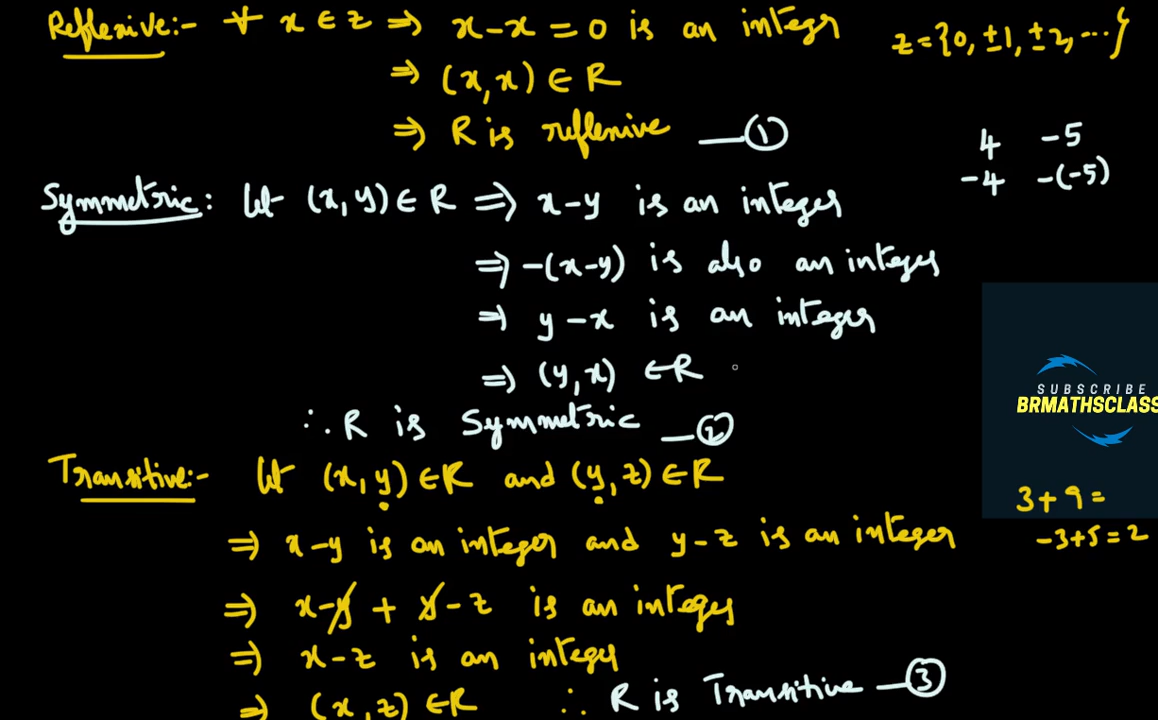 Reflexive:- ∀ x ∈ z ⇒ x-x = 0 is an integr
z = {0, ±1, ±2, ...}
⇒ (x,x) ∈ R
⇒ R is reflexive —①
4 -5
-4 -(-5)
Symmetric: Let (x,y) ∈ R ⇒ x-y is an integer
⇒ -(x-y) is also an integer
⇒ y-x is an integer
⇒ (y,x) ∈ R
∴ R is Symmetric —②
SUBSCRIBE
BRMATHSCLASS
Transitive:- Let (x,y) ∈ R and (y,z) ∈ R
3+9=
⇒ x-y is an integer and y-z is an integer
-3+5=2
⇒ x-y + y-z is an integer
⇒ x-z is an integer
⇒ (x,z) ∈ R ∴ R is Transitive —③